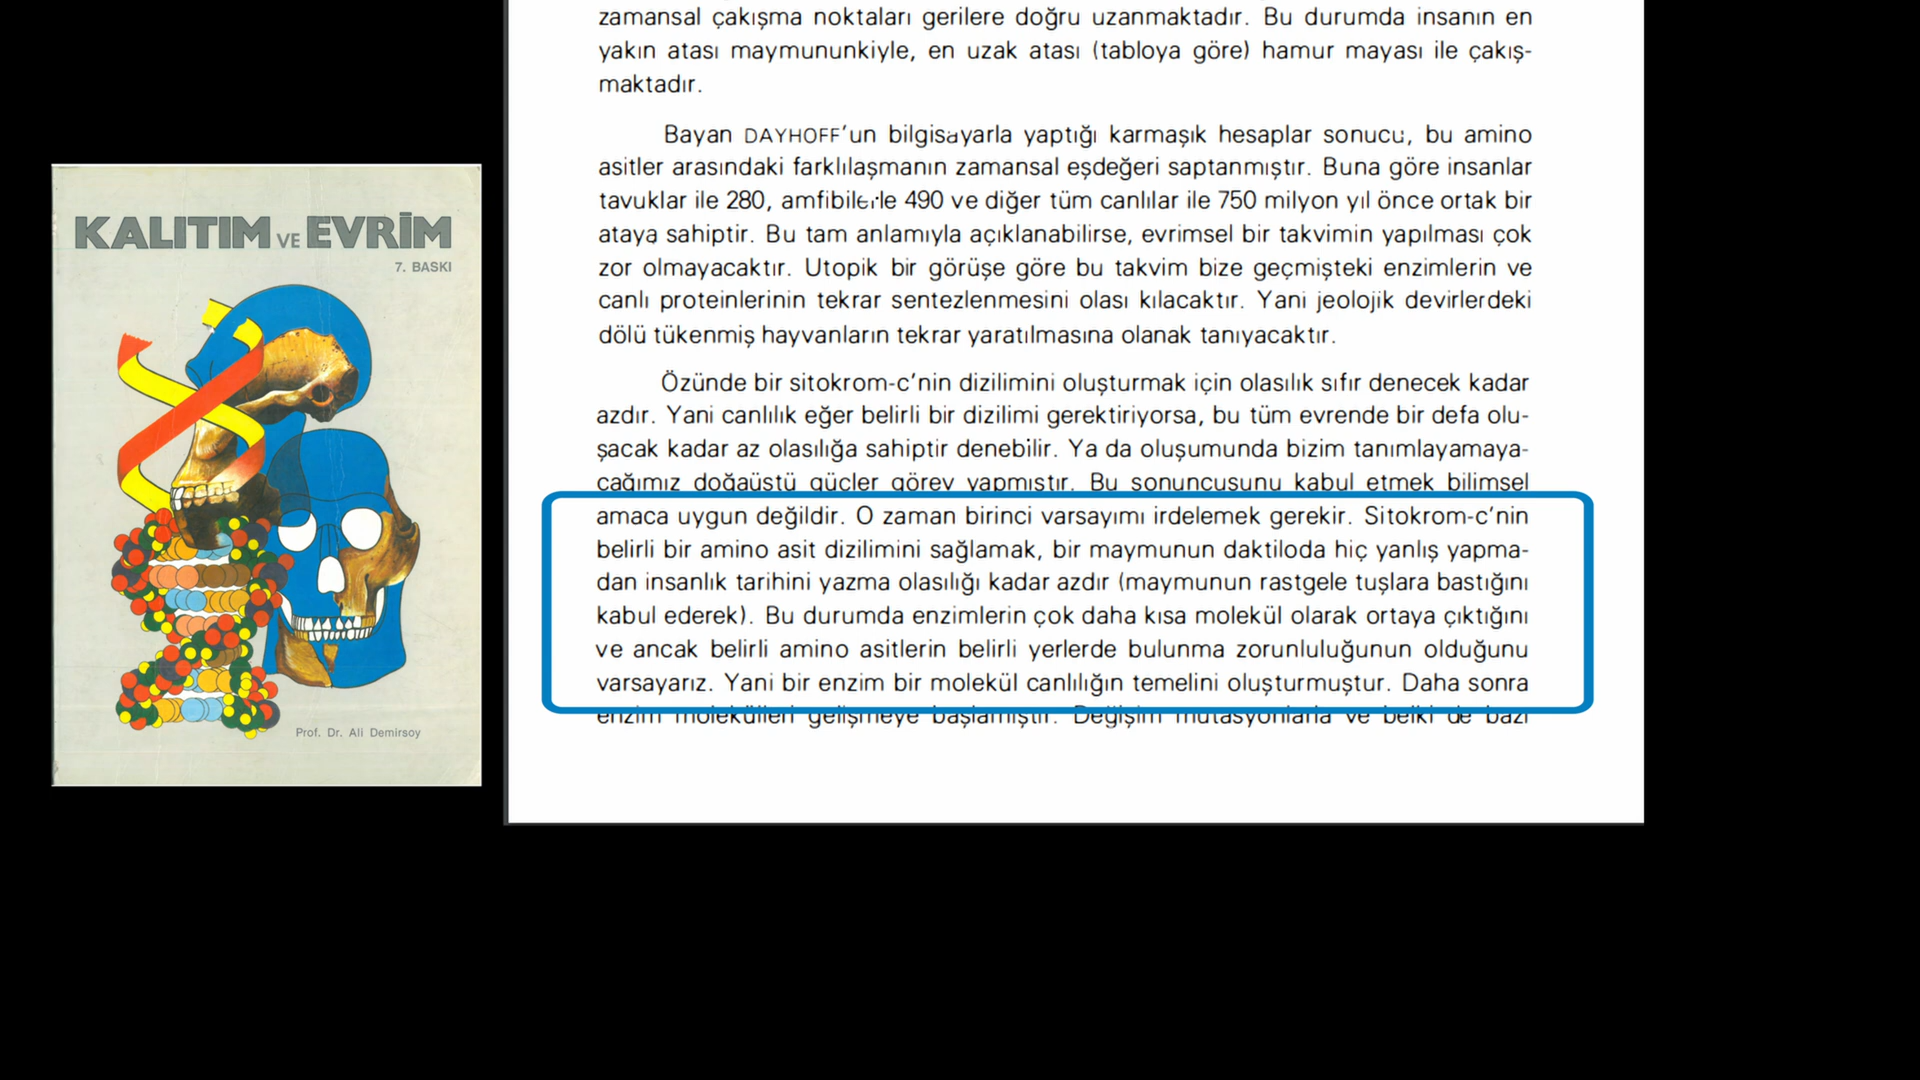 KALITIM VE EVRİM
7. BASKI
Prof. Dr. Ali Demirsoy
zamansal çakışma noktaları gerilere doğru uzanmaktadır. Bu durumda insanın en
yakın atası maymununkiyle, en uzak atası (tabloya göre) hamur mayası ile çakış-
maktadır.
Bayan DAYHOFF'un bilgisayarla yaptığı karmaşık hesaplar sonucu, bu amino
asitler arasındaki farklılaşmanın zamansal eşdeğeri saptanmıştır. Buna göre insanlar
tavuklar ile 280, amfibilerle 490 ve diğer tüm canlılar ile 750 milyon yıl önce ortak bir
ataya sahiptir. Bu tam anlamıyla açıklanabilirse, evrimsel bir takvimin yapılması çok
zor olmayacaktır. Utopik bir görüşe göre bu takvim bize geçmişteki enzimlerin ve
canlı proteinlerinin tekrar sentezlenmesini olası kılacaktır. Yani jeolojik devirlerdeki
dölü tükenmiş hayvanların tekrar yaratılmasına olanak tanıyacaktır.
Özünde bir sitokrom-c'nin dizilimini oluşturmak için olasılık sıfır denecek kadar
azdır. Yani canlılık eğer belirli bir dizilimi gerektiriyorsa, bu tüm evrende bir defa olu-
şacak kadar az olasılığa sahiptir denebilir. Ya da oluşumunda bizim tanımlayamaya-
cağımız doğaüstü güçler görev yapmıştır. Bu sonuncusunu kabul etmek bilimsel
amaca uygun değildir. O zaman birinci varsayımı irdelemek gerekir. Sitokrom-c'nin
belirli bir amino asit dizilimini sağlamak, bir maymunun daktiloda hiç yanlış yapma-
dan insanlık tarihini yazma olasılığı kadar azdır (maymunun rastgele tuşlara bastığını
kabul ederek). Bu durumda enzimlerin çok daha kısa molekül olarak ortaya çıktığını
ve ancak belirli amino asitlerin belirli yerlerde bulunma zorunluluğunun olduğunu
varsayarız. Yani bir enzim bir molekül canlılığın temelini oluşturmuştur. Daha sonra
enzim molekülleri gelişmeye başlamıştır. Değişim mutasyonlarla ve belki de bazı